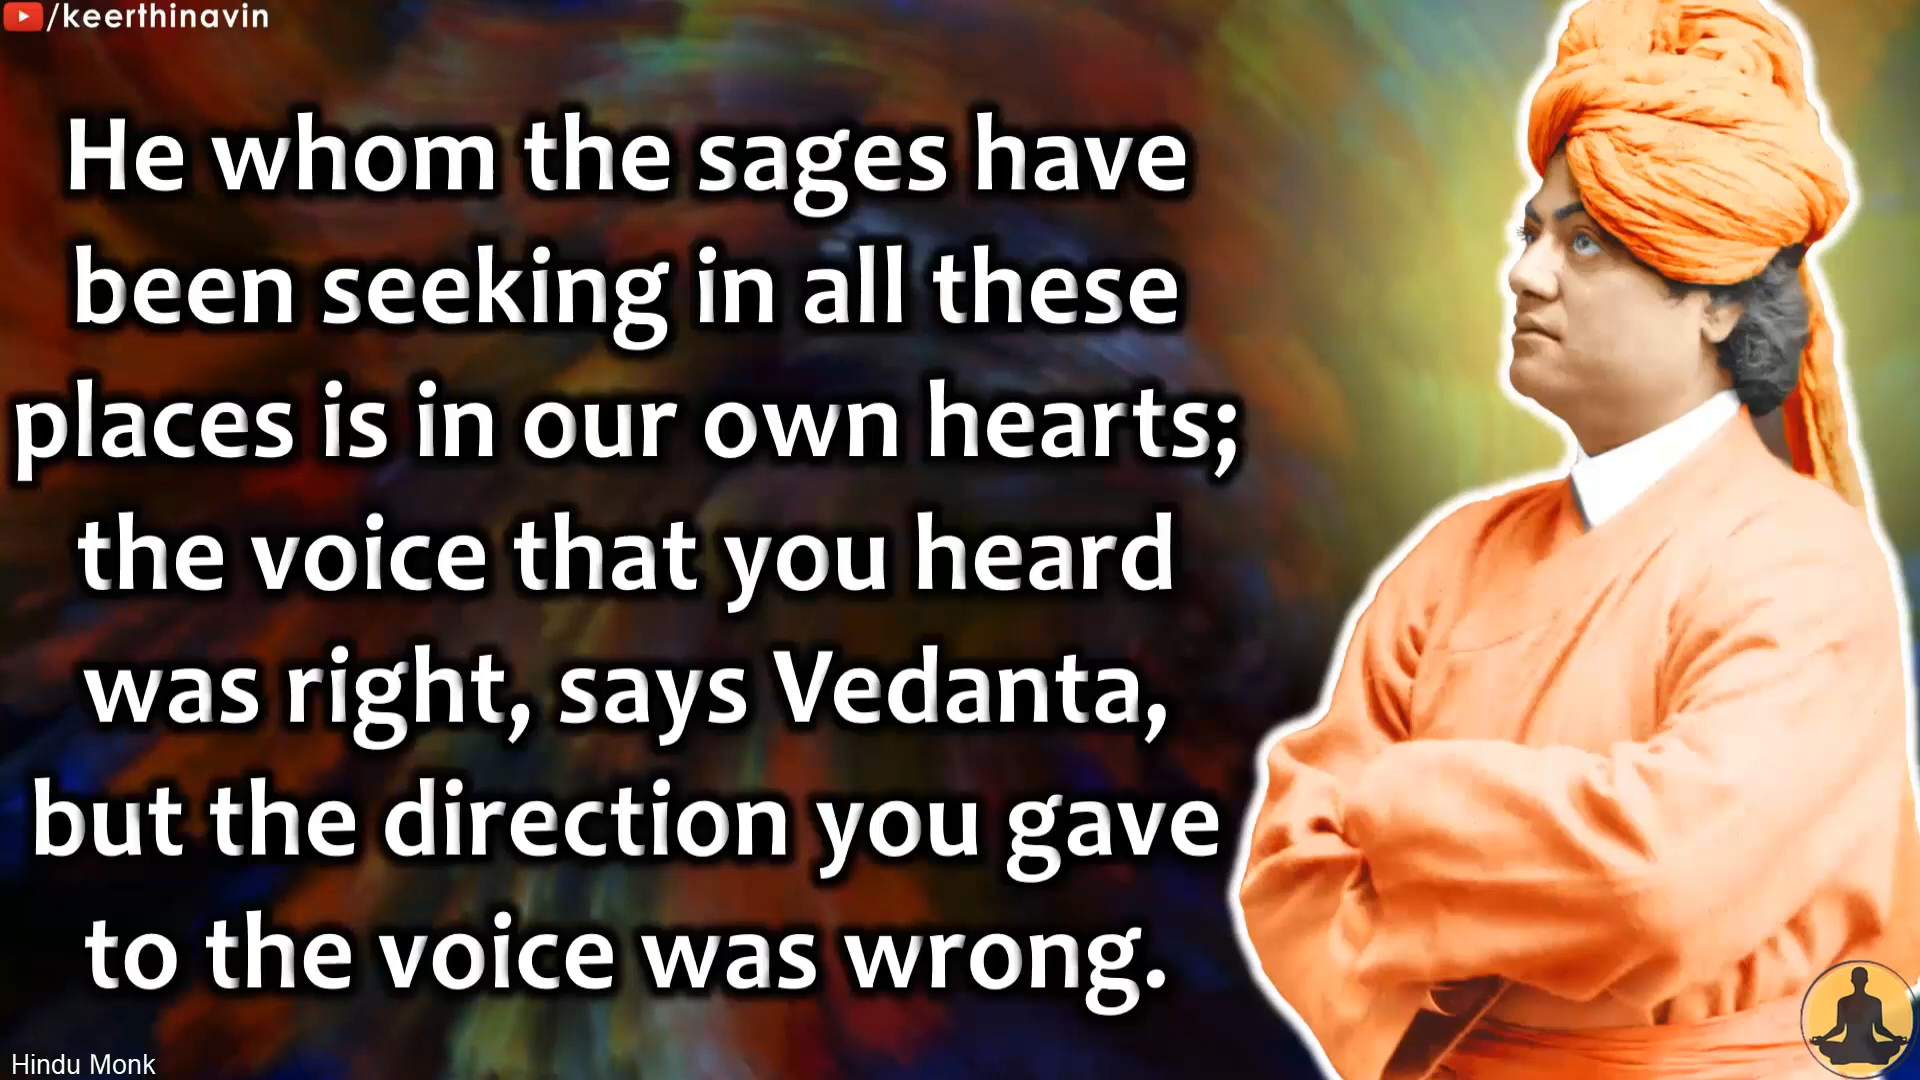 /keerthinavin
He whom the sages have
been seeking in all these
places is in our own hearts;
the voice that you heard
was right, says Vedanta,
but the direction you gave
to the voice was wrong.
Hindu Monk